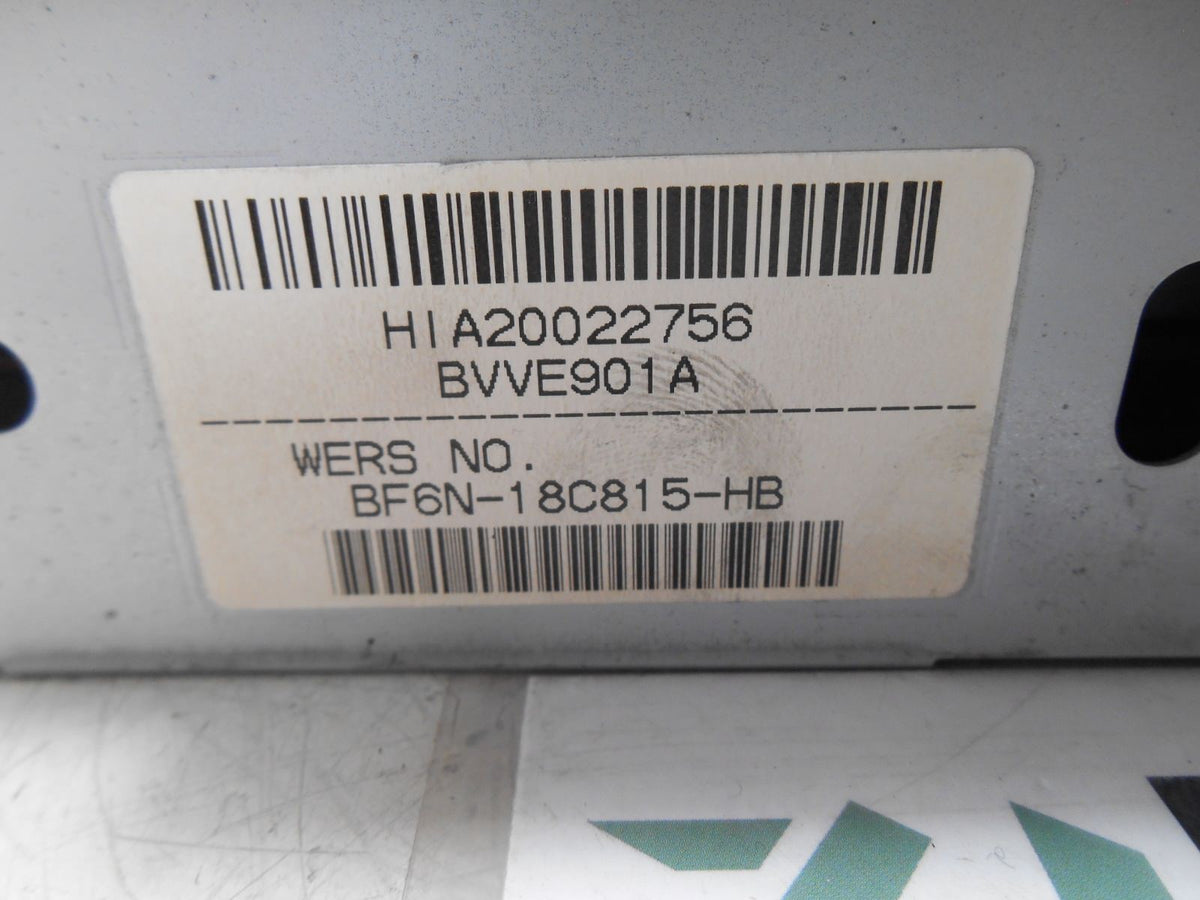 HIA20022756
BVVE901A
WERS NO.
BF6N-18C815-HB